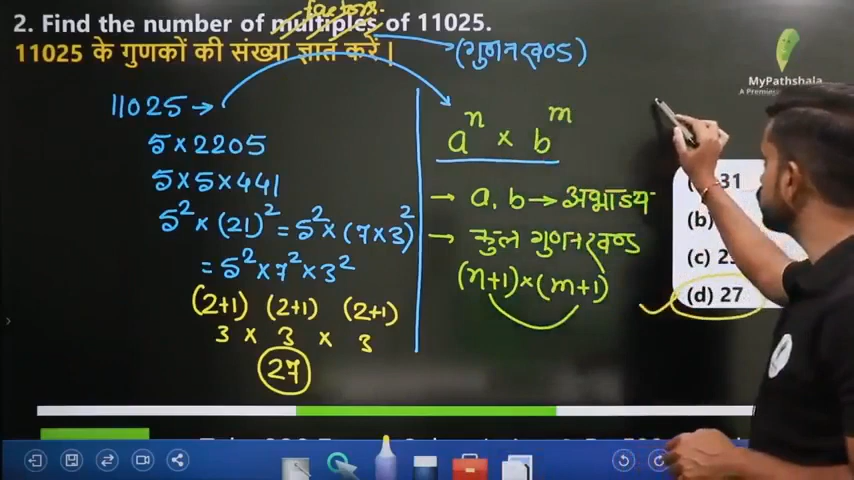 factors.
2. Find the number of multiples of 11025.
11025 के गुणकों की संख्या ज्ञात करें |
(गुणनखण्ड)
MyPathshala
11025 →
5 × 2205
5 × 5 × 441
5² × (21)² = 5² × (7×3)²
= 5² × 7² × 3²
(2+1) (2+1) (2+1)
3 × 3 × 3
27
aⁿ × bᵐ
→ a, b → अभाज्य
→ कुल गुणनखण्ड
(n+1)×(m+1)
31
(b)
(c) 2
(d) 27